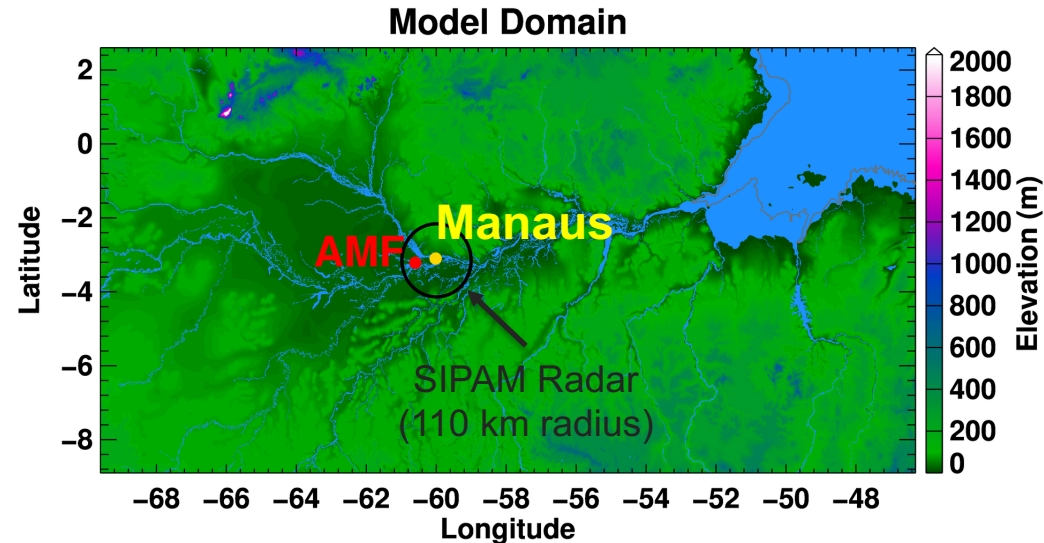 Model Domain
2
0
−2
−4
−6
−8
Latitude
−68 −66 −64 −62 −60 −58 −56 −54 −52 −50 −48
Longitude
Manaus
AMF
SIPAM Radar
(110 km radius)
2000
1800
1600
1400
1200
1000
800
600
400
200
0
Elevation (m)